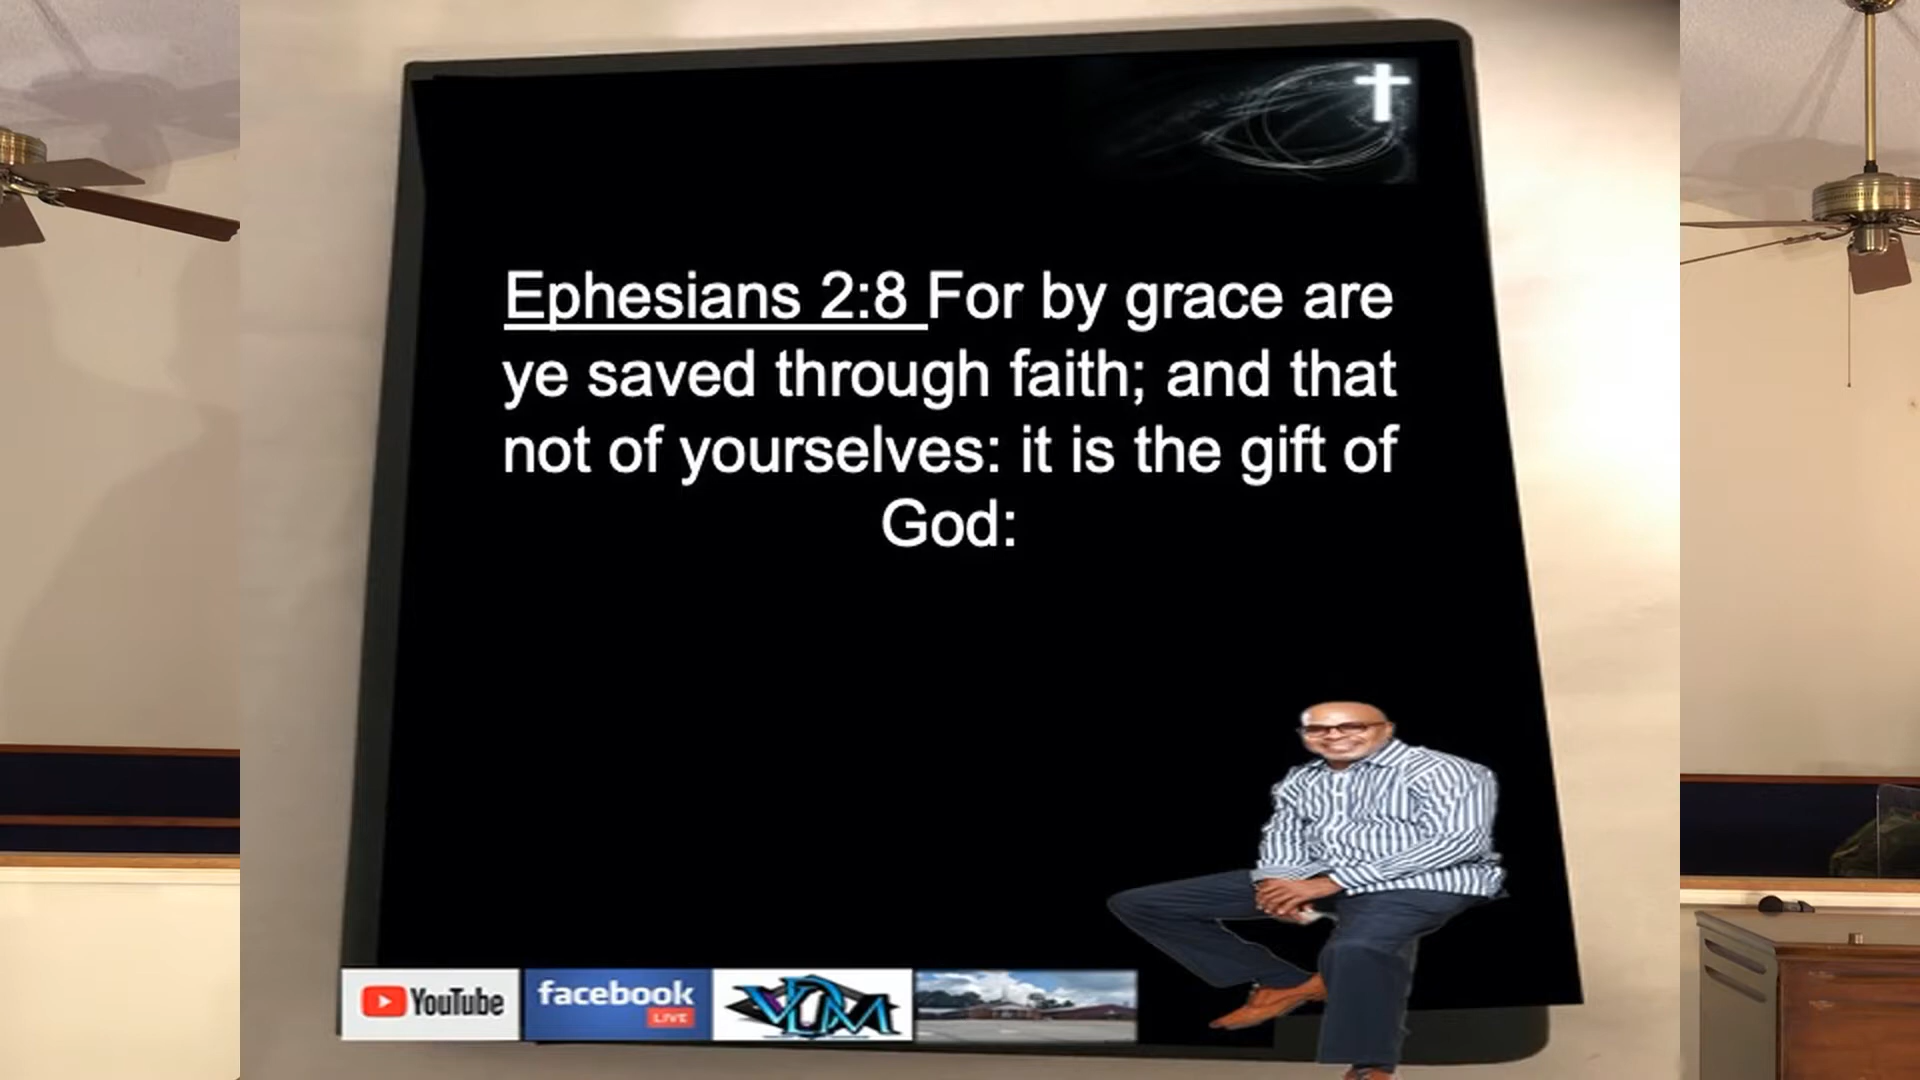 Ephesians 2:8 For by grace are
ye saved through faith; and that
not of yourselves: it is the gift of
God:
YouTube
facebook
LIVE
VDM